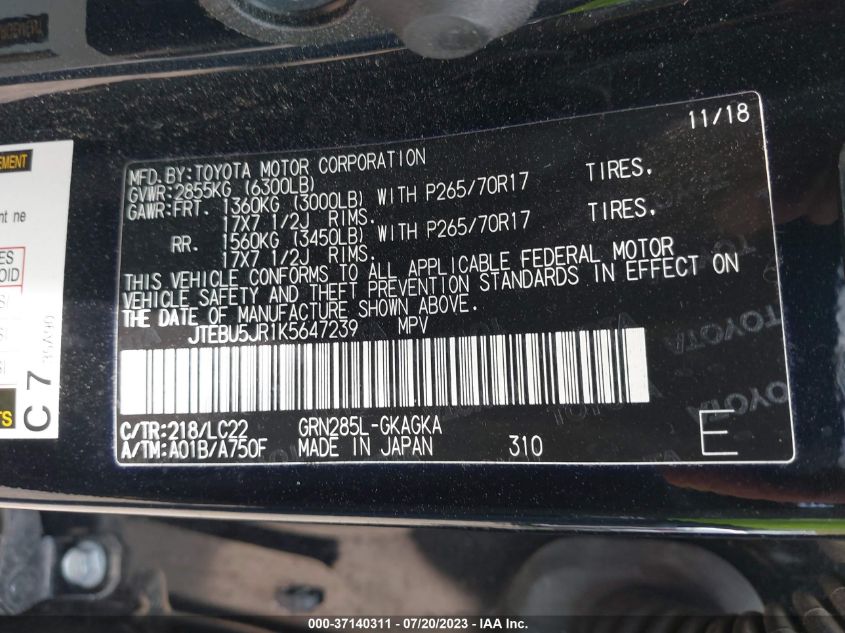 11/18
MFD.BY:TOYOTA MOTOR CORPORATION
GVWR:2855KG (6300LB)
GAWR:FRT. 1360KG (3000LB) WITH P265/70R17 TIRES,
17X7 1/2J RIMS.
RR. 1560KG (3450LB) WITH P265/70R17 TIRES,
17X7 1/2J RIMS.
THIS VEHICLE CONFORMS TO ALL APPLICABLE FEDERAL MOTOR
VEHICLE SAFETY AND THEFT PREVENTION STANDARDS IN EFFECT ON
THE DATE OF MANUFACTURE SHOWN ABOVE.
JTEBU5JR1K5647239 MPV
C/TR:218/LC22 GRN285L-GKAGKA
A/TM:A01B/A750F MADE IN JAPAN 310 E
C 7
TOYOTA
000-37140311 - 07/20/2023 - IAA Inc.